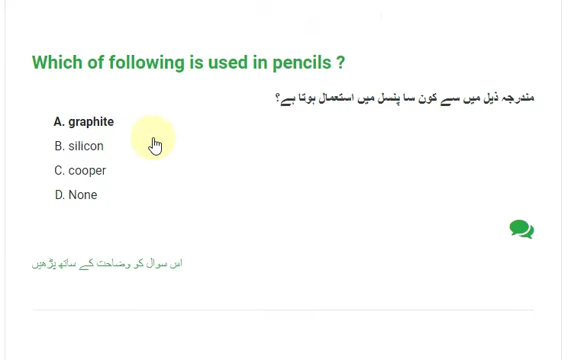 Which of following is used in pencils ?
مندرجہ ذیل میں سے کون سا پنسل میں استعمال ہوتا ہے؟
A. graphite
B. silicon
C. cooper
D. None
اس سوال کو وضاحت کے ساتھ پڑھیں